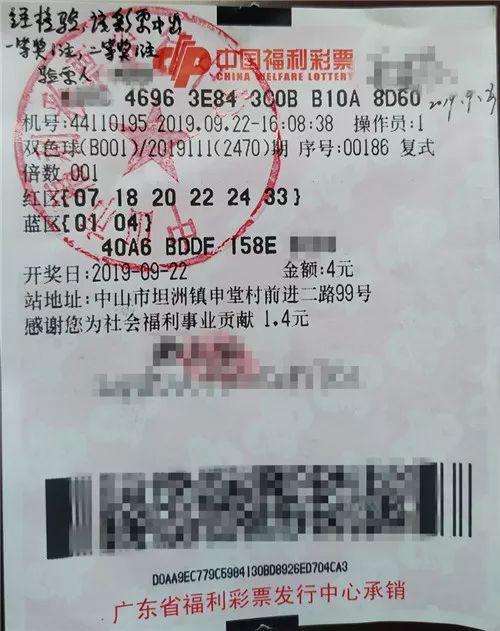 经检验,该彩票中出
一等奖1注,二等奖1注
验票人
中国福利彩票
CHINA WELFARE LOTTERY
4696 3E84 3C0B B10A 8D60
2019.9.23
机号:44110195 2019.09.22-16:08:38 操作员:1
双色球(B001)/2019111(2470)期 序号:00186 复式
倍数:001
红区{07 18 20 22 24 33}
蓝区{01 04}
40A6 BDDE 158E
开奖日:2019-09-22 金额:4元
站地址:中山市坦洲镇申堂村前进二路99号
感谢您为社会福利事业贡献 1.4元
DOAA9EC779C5984130BD8926ED704CA3
广东省福利彩票发行中心承销